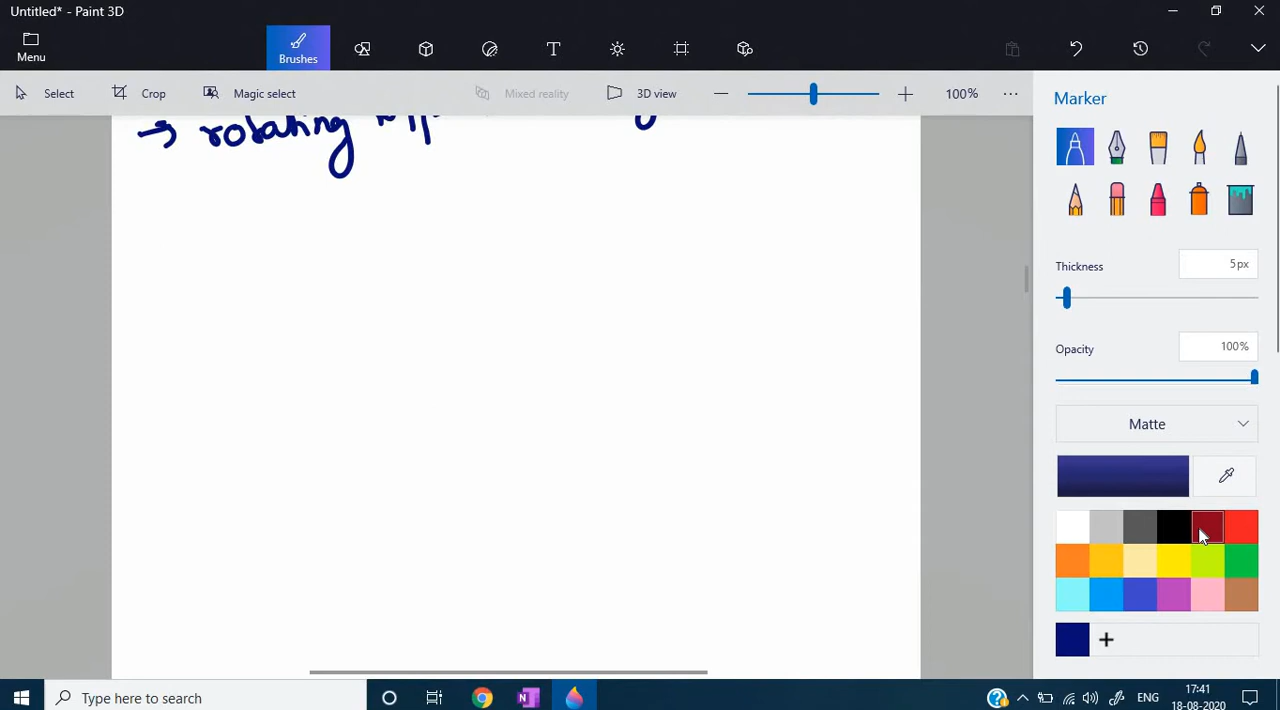 Untitled* - Paint 3D
Menu
Brushes
Select
Crop
Magic select
Mixed reality
3D view
100%
Marker
→ rotating
Thickness
5px
Opacity
100%
Matte
Type here to search
ENG
17:41
18-08-2020